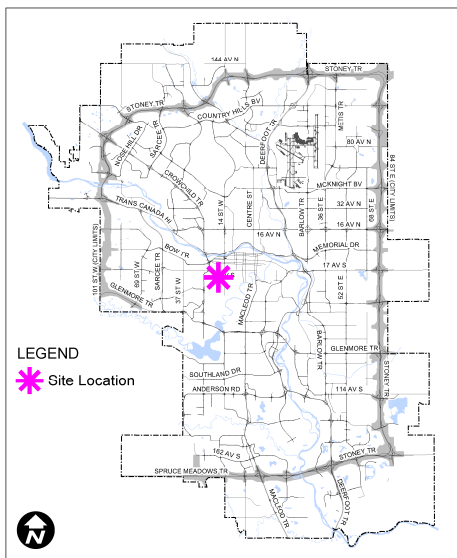 144 AV N
STONEY TR
STONEY TR
COUNTRY HILLS BV
METIS TR
NOSE HILL DR
SARCEE TR
DEERFOOT TR
80 AV N
84 ST E (CITY LIMITS)
CROWCHILD TR
MCKNIGHT BV
TRANS CANADA HI
14 ST W
CENTRE ST
BARLOW TR
36 ST E
32 AV N
68 ST E
16 AV N
16 AV N
101 ST W (CITY LIMITS)
BOW TR
MEMORIAL DR
69 ST W
SARCEE TR
17 AV S
37 ST W
GLENMORE TR
MACLEOD TR
52 ST E
BARLOW TR
GLENMORE TR
LEGEND
Site Location
SOUTHLAND DR
STONEY TR
ANDERSON RD
114 AV S
162 AV S
STONEY TR
SPRUCE MEADOWS TR
MACLEOD TR
DEERFOOT TR
N